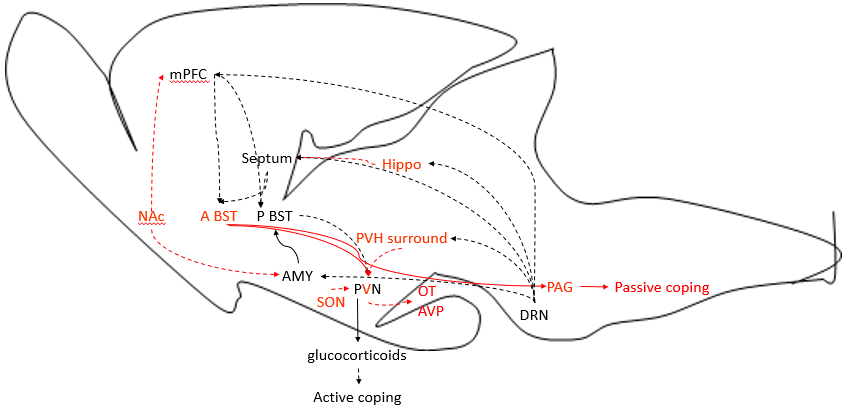 mPFC
Septum
Hippo
NAc
A BST
P BST
PVH surround
AMY
PVN
SON
OT
AVP
PAG
Passive coping
DRN
glucocorticoids
Active coping